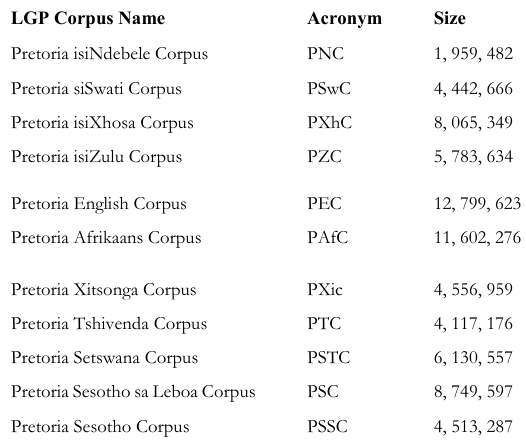 LGP Corpus Name Acronym Size
Pretoria isiNdebele Corpus PNC 1, 959, 482
Pretoria siSwati Corpus PSwC 4, 442, 666
Pretoria isiXhosa Corpus PXhC 8, 065, 349
Pretoria isiZulu Corpus PZC 5, 783, 634
Pretoria English Corpus PEC 12, 799, 623
Pretoria Afrikaans Corpus PAfC 11, 602, 276
Pretoria Xitsonga Corpus PXic 4, 556, 959
Pretoria Tshivenda Corpus PTC 4, 117, 176
Pretoria Setswana Corpus PSTC 6, 130, 557
Pretoria Sesotho sa Leboa Corpus PSC 8, 749, 597
Pretoria Sesotho Corpus PSSC 4, 513, 287